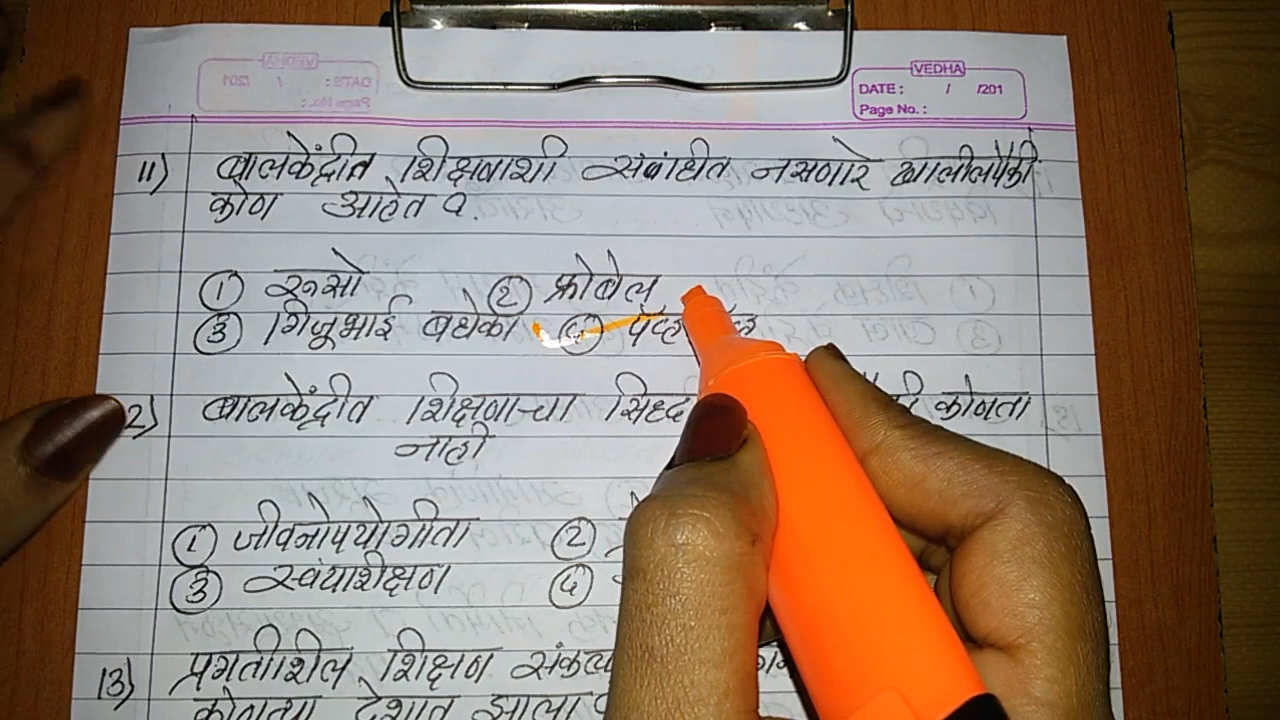 VEDHA
DATE : / /201
Page No. :
11) बालकेंद्रीत शिक्षणाशी संबंधीत नसणारे खालीलपैकी
कोण आहेत ?
① रूसो ② फ्रोबेल
③ गिजूभाई बधेका ④
2) बालकेंद्रीत शिक्षणाच्या कोणता
नाही
① जीवनोपयोगीता ②
③ स्वयंशिक्षण ④
13) प्रगतीशिल शिक्षण
कोणत्या देशात झाला ?